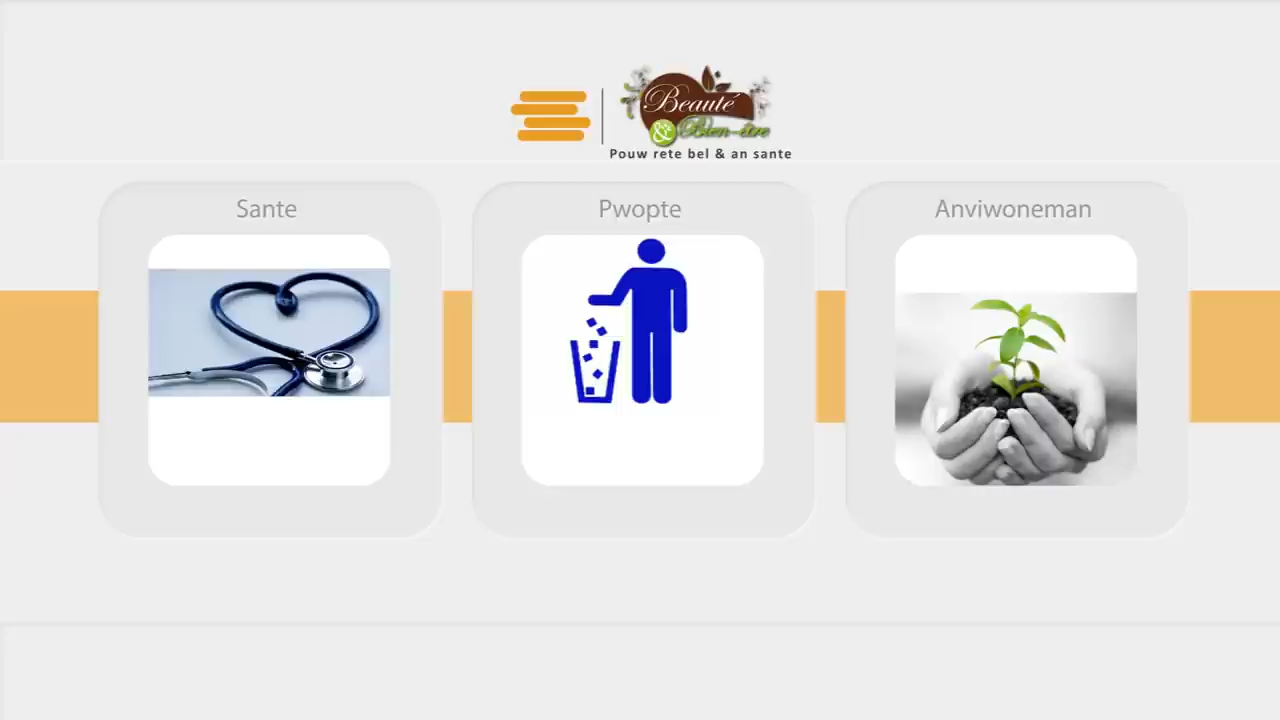 Beauté
& Bien-être
Pouw rete bel & an sante
Sante
Pwopte
Anviwoneman